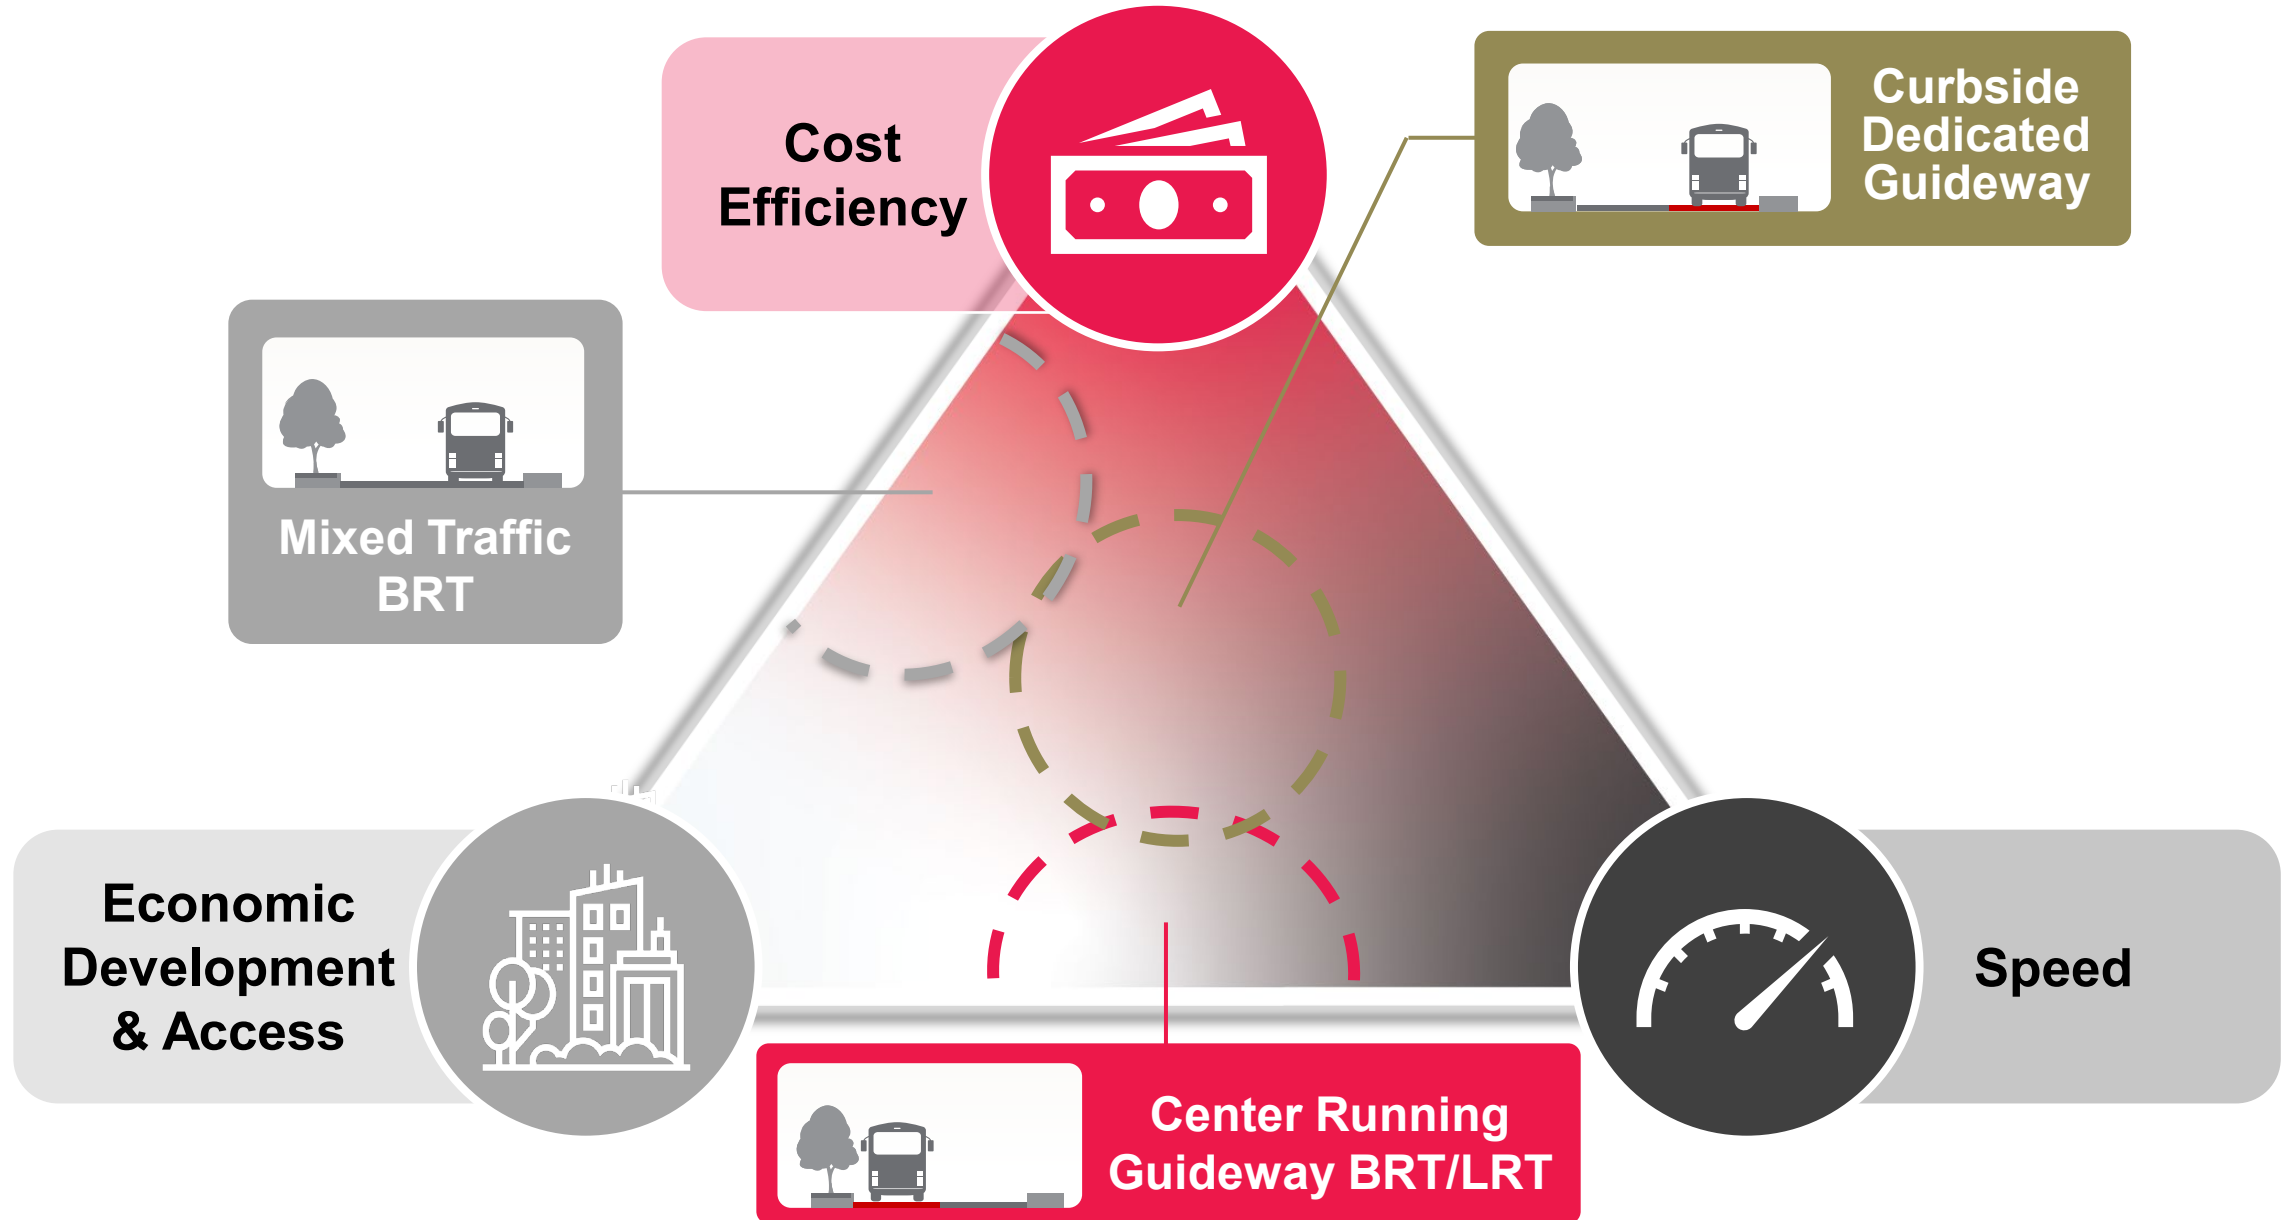 Cost
Efficiency
Curbside
Dedicated
Guideway
Mixed Traffic
BRT
Economic
Development
& Access
Speed
Center Running
Guideway BRT/LRT